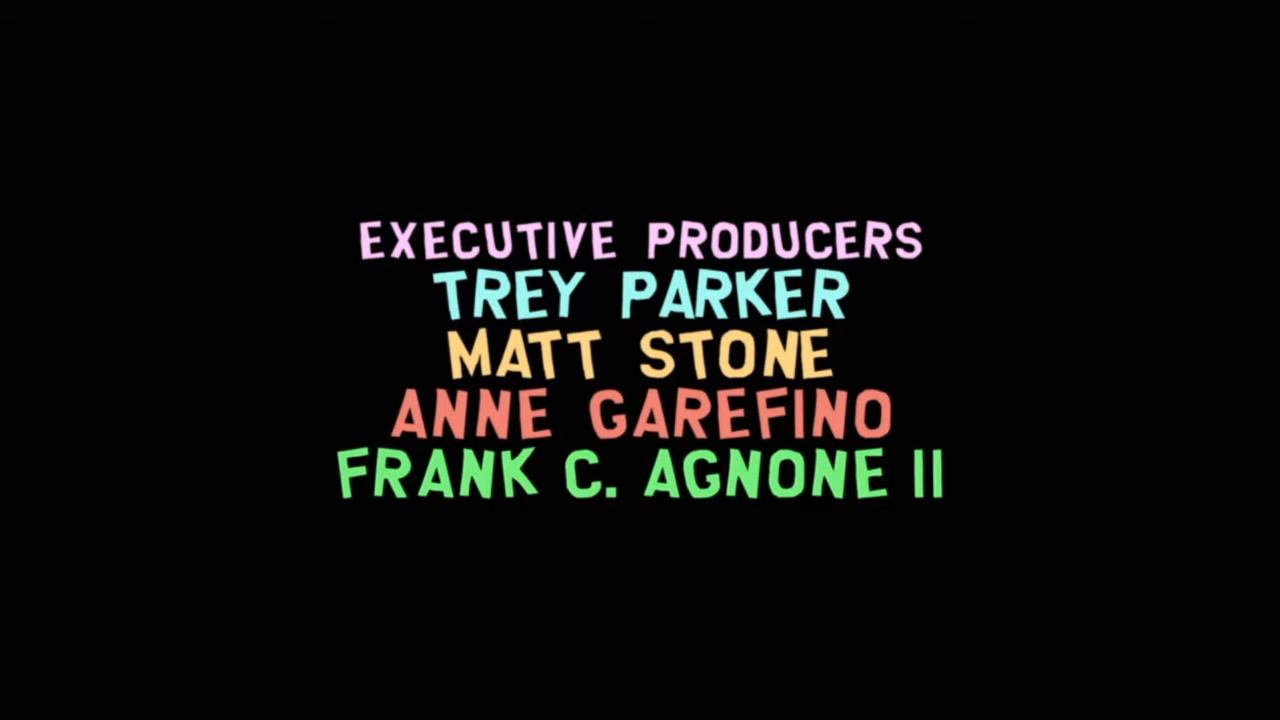 EXECUTIVE PRODUCERS
TREY PARKER
MATT STONE
ANNE GAREFINO
FRANK C. AGNONE II